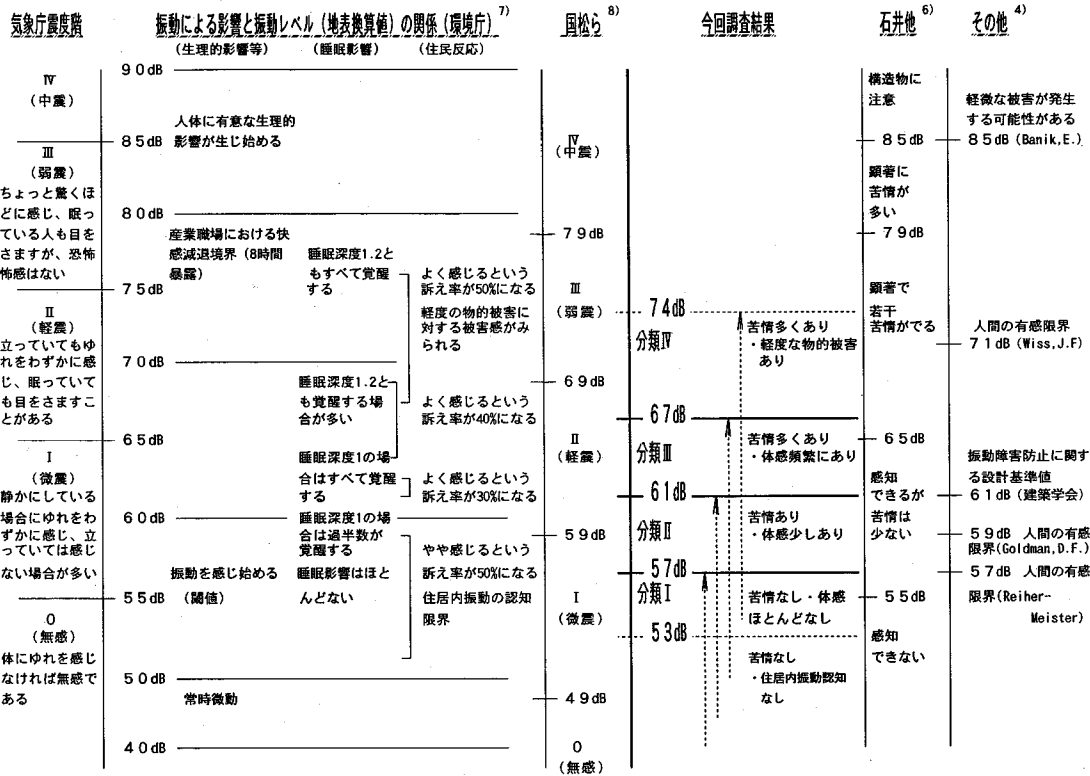 気象庁震度階
振動による影響と振動レベル(地表換算値)の関係(環境庁) 7)
(生理的影響等) (睡眠影響) (住民反応)
国松ら 8)
今回調査結果
石井他 6)
その他 4)
Ⅳ
(中震)
Ⅲ
(弱震)
ちょっと驚くほ
どに感じ、眠っ
ている人も目を
さますが、恐怖
怖感はない
Ⅱ
(軽震)
立っていてもゆ
れをわずかに感
じ、眠っていて
も目をさますこ
とがある
Ⅰ
(微震)
静かにしている
場合にゆれをわ
ずかに感じ、立
っていては感じ
ない場合が多い
0
(無感)
体にゆれを感じ
なければ無感で
ある
90dB
85dB
80dB
75dB
70dB
65dB
60dB
55dB
50dB
40dB
人体に有意な生理的
影響が生じ始める
産業職場における快
感減退境界(8時間
暴露)
振動を感じ始める
(閾値)
常時微動
睡眠深度1.2と
もすべて覚醒
する
睡眠深度1.2と
も覚醒する場
合が多い
睡眠深度1の場
合はすべて覚醒
する
睡眠深度1の場
合は過半数が
覚醒する
睡眠影響はほと
んどない
よく感じるという
訴え率が50%になる
軽度の物的被害に
対する被害感がみ
られる
よく感じるという
訴え率が40%になる
よく感じるという
訴え率が30%になる
やや感じるという
訴え率が50%になる
住居内振動の認知
限界
Ⅳ
(中震)
79dB
Ⅲ
(弱震)
69dB
Ⅱ
(軽震)
59dB
Ⅰ
(微震)
49dB
0
(無感)
74dB
分類Ⅳ
苦情多くあり
・軽度な物的被害
あり
67dB
分類Ⅲ
苦情多くあり
・体感頻繁にあり
61dB
分類Ⅱ
苦情あり
・体感少しあり
57dB
分類Ⅰ
苦情なし・体感
ほとんどなし
53dB
苦情なし
・住居内振動認知
なし
構造物に
注意
85dB
顕著に
苦情が
多い
79dB
顕著で
若干
苦情がでる
65dB
感知
できるが
苦情は
少ない
55dB
感知
できない
軽微な被害が発生
する可能性がある
85dB (Banik,E.)
人間の有感限界
71dB (Wiss,J.F)
振動障害防止に関す
る設計基準値
61dB (建築学会)
59dB 人間の有感
限界(Goldman,D.F.)
57dB 人間の有感
限界(Reiher-
Meister)